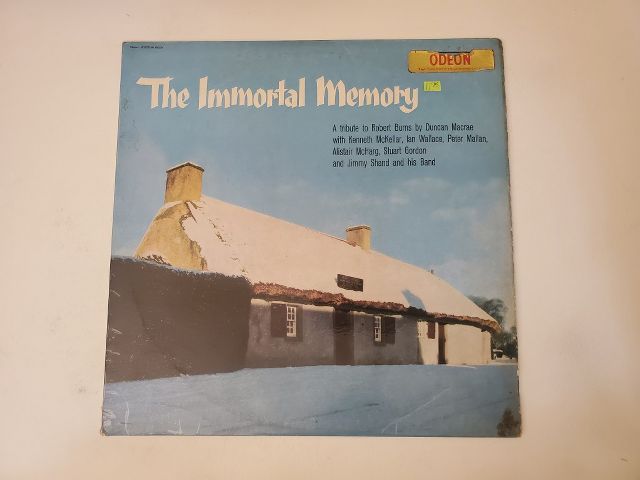 ODEON
The Immortal Memory
A tribute to Robert Burns by Duncan Macrae
with Kenneth McKellar, Ian Wallace, Peter Mallan,
Alistair McHarg, Stuart Gordon
and Jimmy Shand and his Band